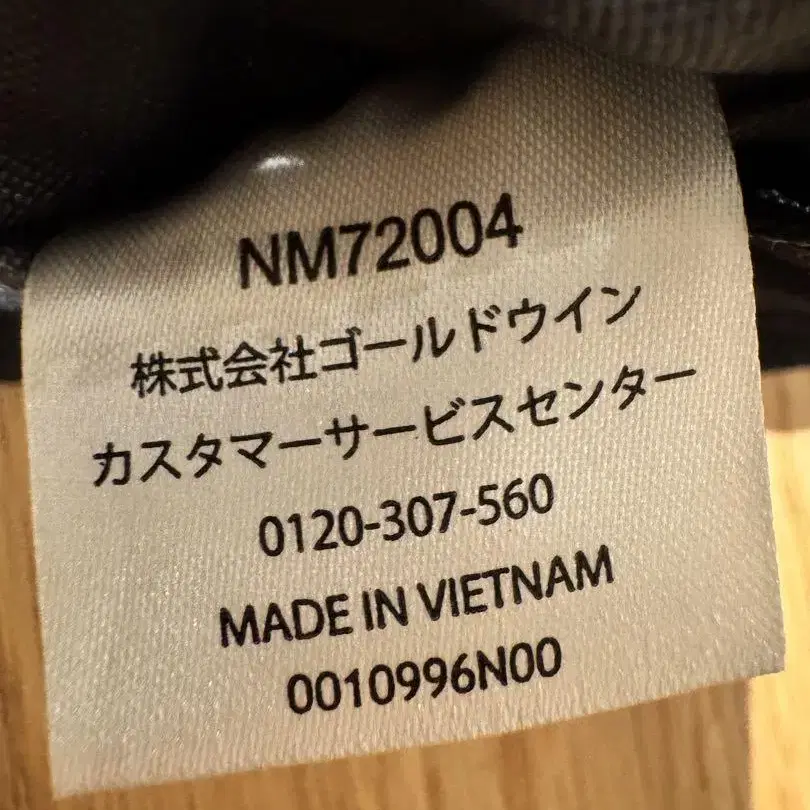 NM72004
株式会社ゴールドウイン
カスタマーサービスセンター
0120-307-560
MADE IN VIETNAM
0010996N00